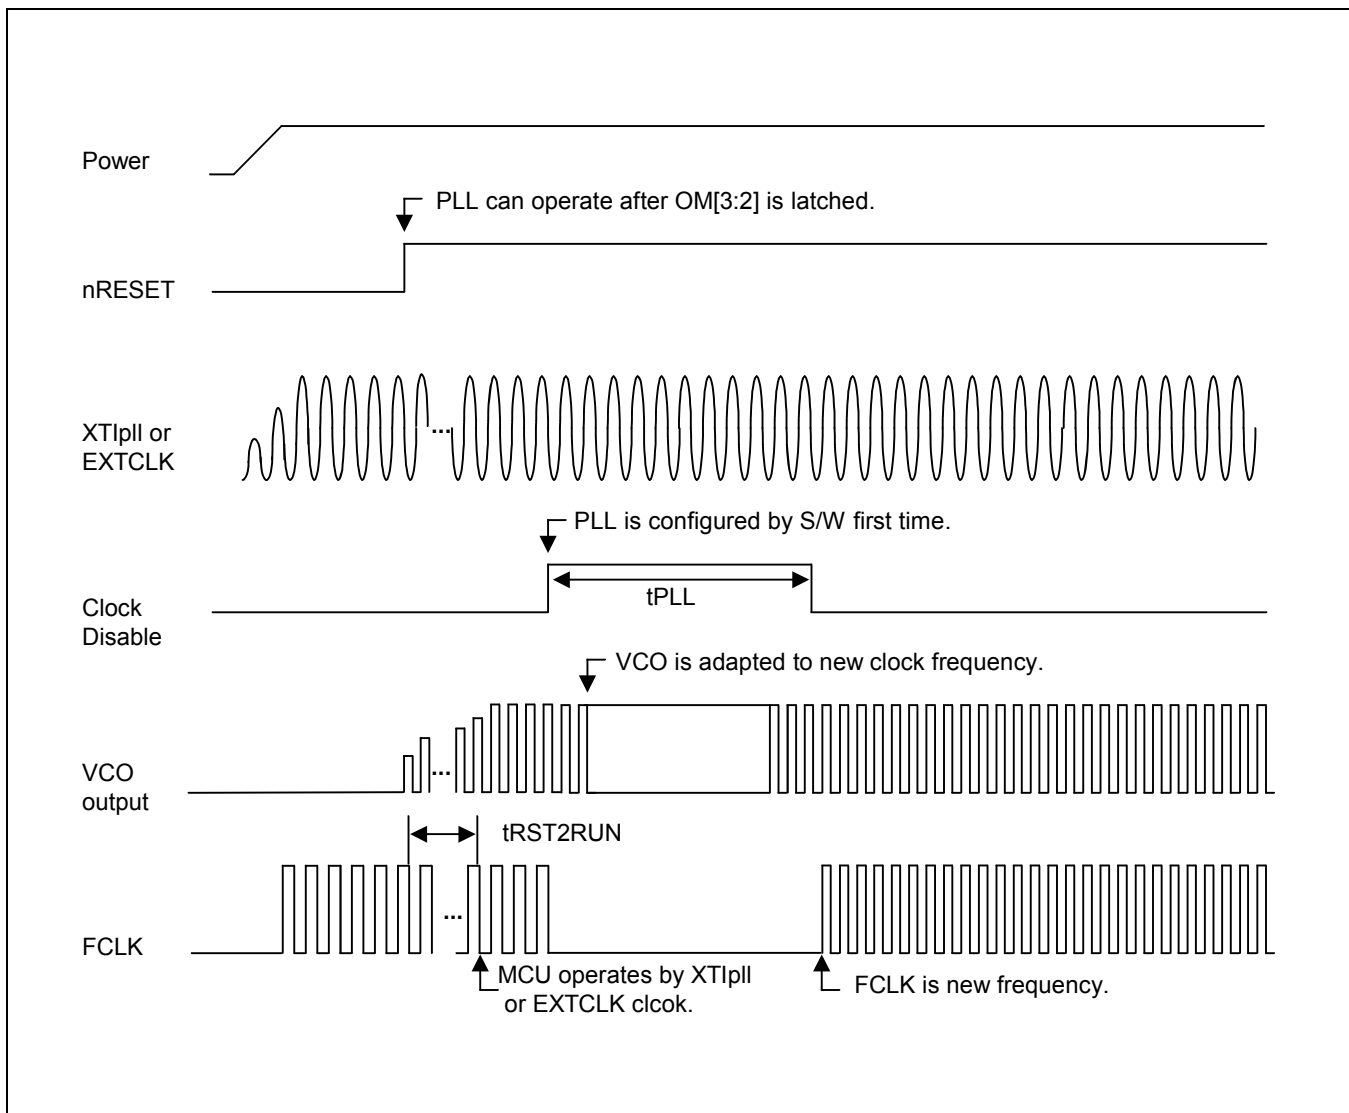 Power
PLL can operate after OM[3:2] is latched.
nRESET
XTIpll or
EXTCLK
...
PLL is configured by S/W first time.
tPLL
Clock
Disable
VCO is adapted to new clock frequency.
VCO
output
...
tRST2RUN
...
FCLK
MCU operates by XTIpll
or EXTCLK clcok.
FCLK is new frequency.